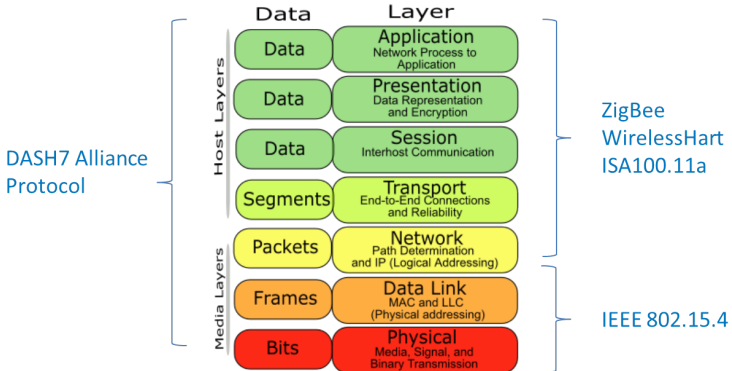 Data Layer
Data Application
Network Process to
Application
Data Presentation
Data Representation
and Encryption
Data Session
Interhost Communication
Segments Transport
End-to-End Connections
and Reliability
Packets Network
Path Determination
and IP (Logical Addressing)
Frames Data Link
MAC and LLC
(Physical addressing)
Bits Physical
Media, Signal, and
Binary Transmission
Host Layers
Media Layers
DASH7 Alliance
Protocol
ZigBee
WirelessHart
ISA100.11a
IEEE 802.15.4